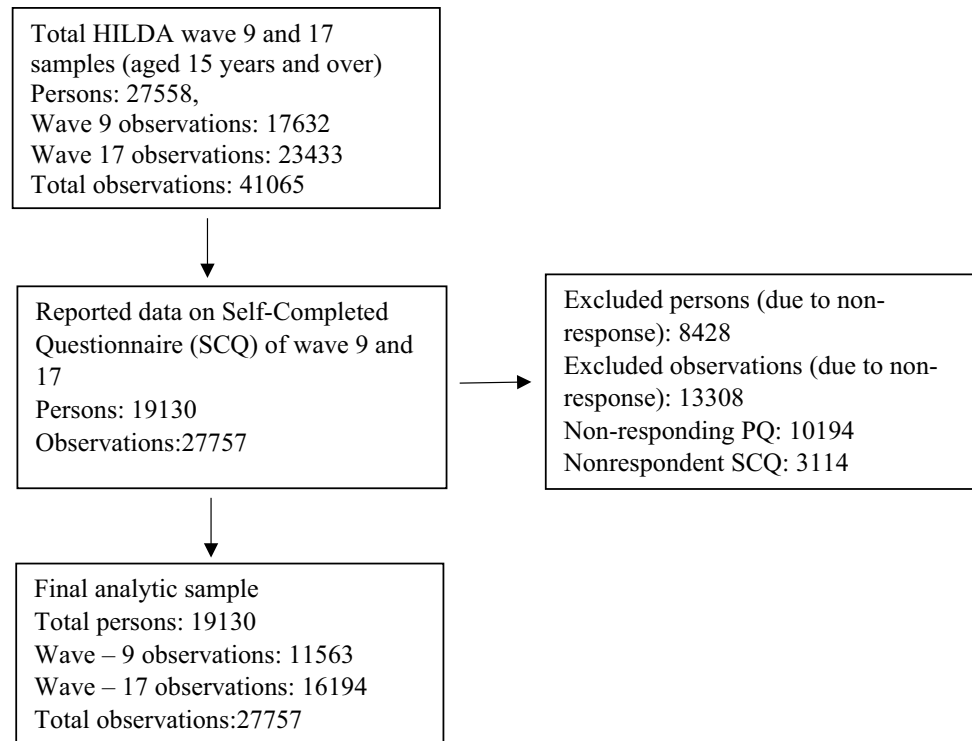 Total HILDA wave 9 and 17
samples (aged 15 years and over)
Persons: 27558,
Wave 9 observations: 17632
Wave 17 observations: 23433
Total observations: 41065
Reported data on Self-Completed
Questionnaire (SCQ) of wave 9 and
17
Persons: 19130
Observations:27757
Excluded persons (due to non-
response): 8428
Excluded observations (due to non-
response): 13308
Non-responding PQ: 10194
Nonrespondent SCQ: 3114
Final analytic sample
Total persons: 19130
Wave – 9 observations: 11563
Wave – 17 observations: 16194
Total observations:27757